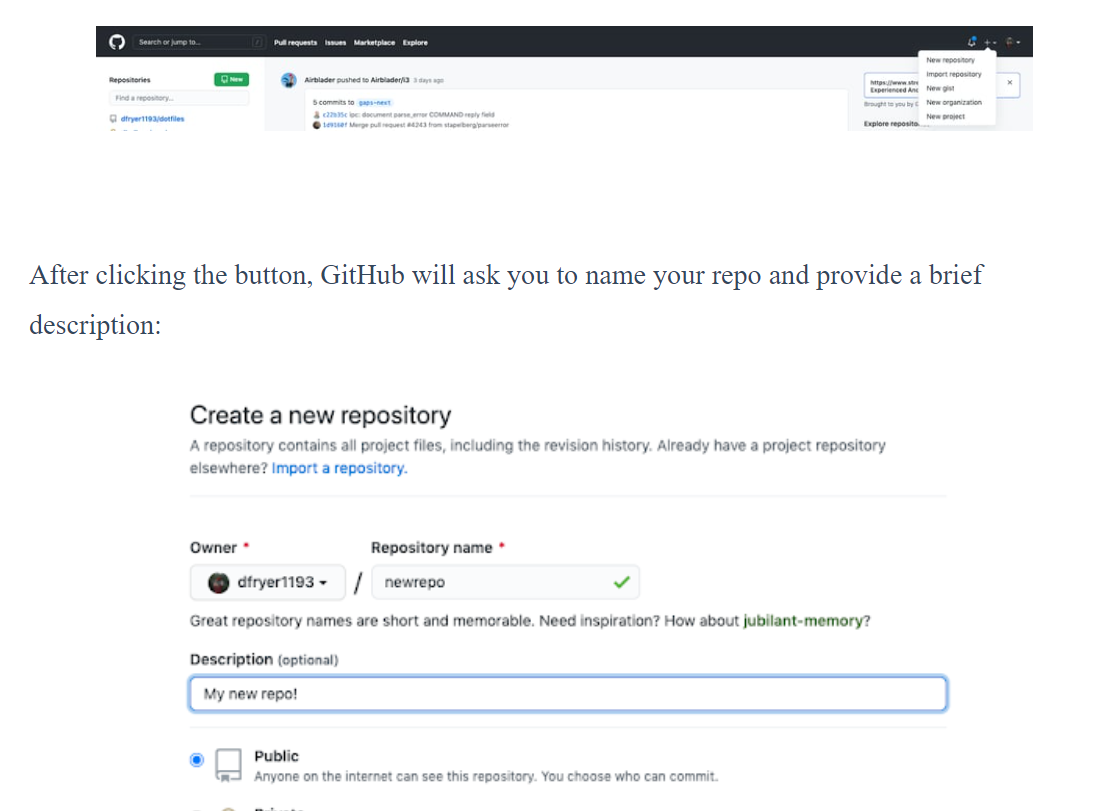 Search or jump to... /
Pull requests Issues Marketplace Explore
New repository
Import repository
New gist
New organization
New project
Repositories
New
Find a repository...
dfryer1193/dotfiles
Airblader pushed to Airblader/i3 3 days ago
5 commits to gaps-next
c22b35c ipc: document parse_error COMMAND reply field
Merge pull request #4243 from stapelberg/parseerror
https://www.stre
Experienced Anc
Brought to you by
Explore reposito
After clicking the button, GitHub will ask you to name your repo and provide a brief
description:
Create a new repository
A repository contains all project files, including the revision history. Already have a project repository
elsewhere? Import a repository.
Owner * Repository name *
dfryer1193 / newrepo
Great repository names are short and memorable. Need inspiration? How about jubilant-memory?
Description (optional)
My new repo!
Public
Anyone on the internet can see this repository. You choose who can commit.